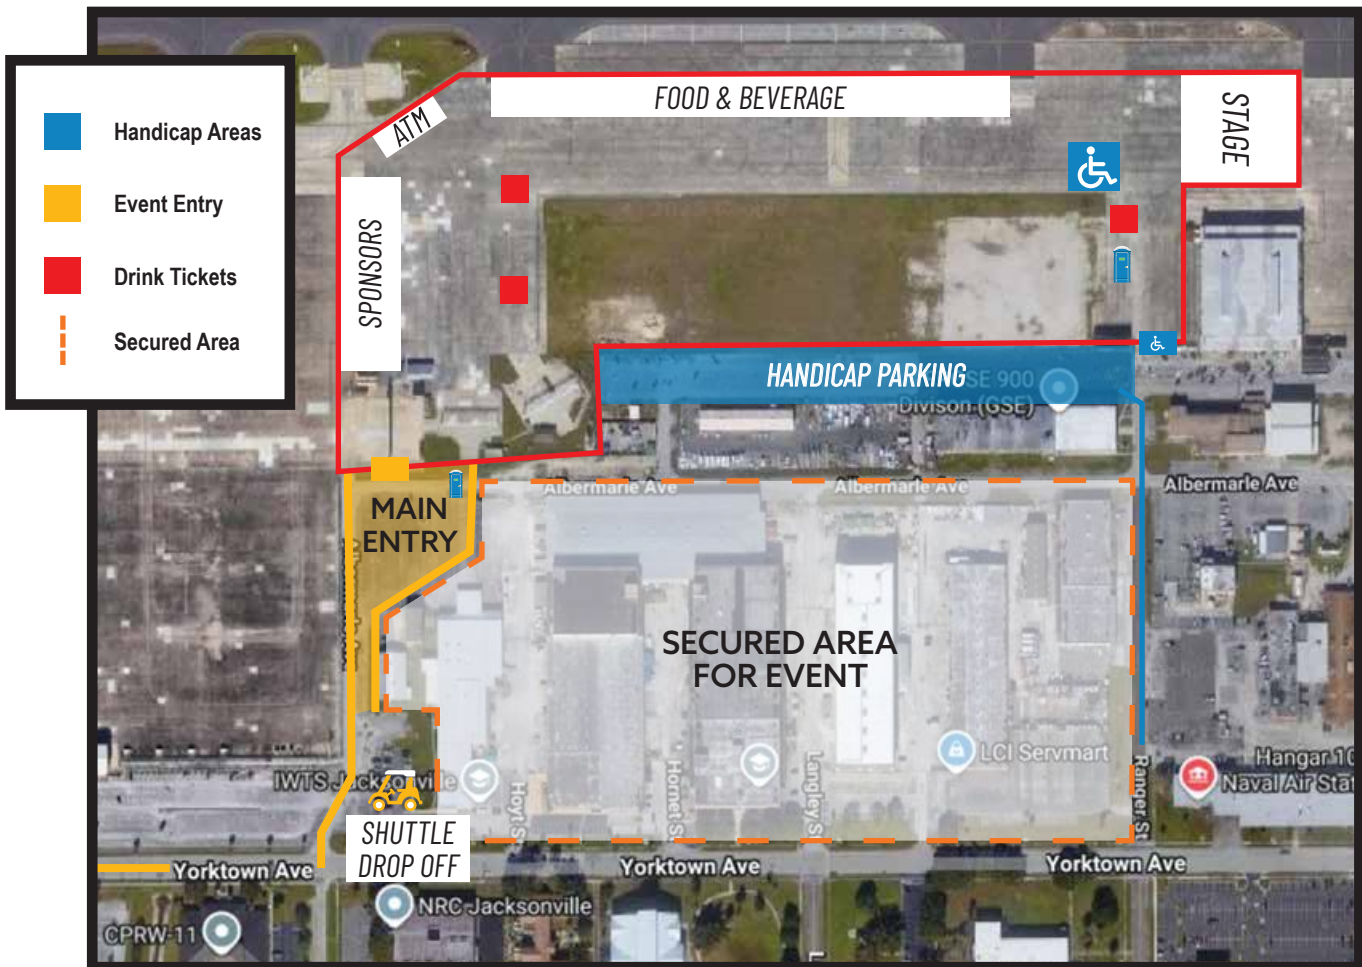 Handicap Areas
Event Entry
Drink Tickets
Secured Area
FOOD & BEVERAGE
STAGE
ATM
SPONSORS
HANDICAP PARKING
SE 900
Divison (GSE)
Albermarle Ave
Albermarle Ave
Albermarle Ave
MAIN
ENTRY
SECURED AREA
FOR EVENT
LCI Servmart
Hangar 10
Naval Air Stat
IWTS Jacksonville
Hoyt St
Hornet St
Langley St
Ranger St
SHUTTLE
DROP OFF
Yorktown Ave
Yorktown Ave
Yorktown Ave
NRC Jacksonville
CPRW-11